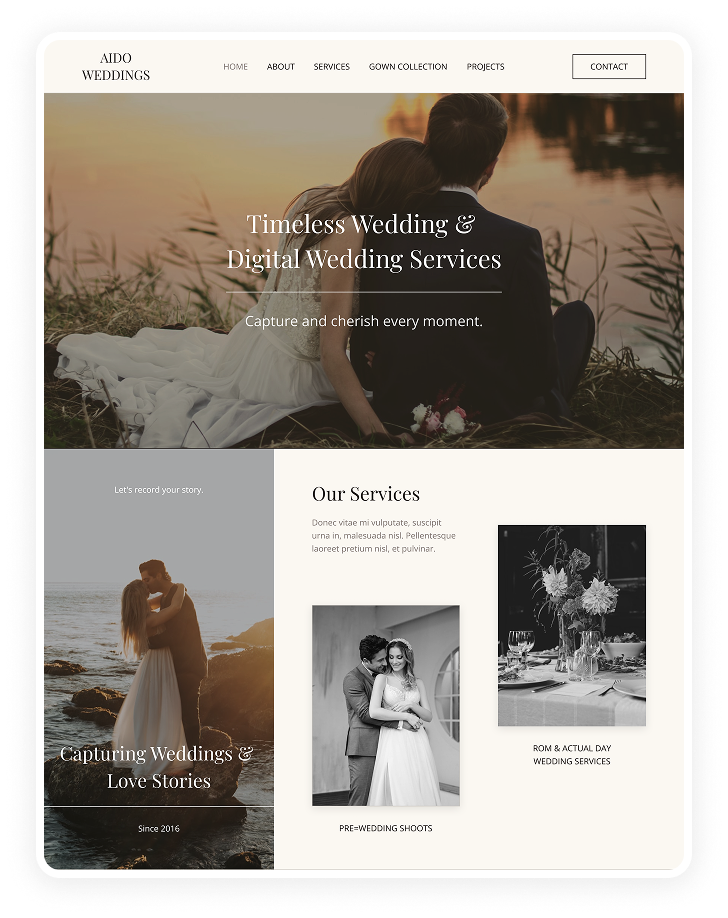 AIDO
WEDDINGS
HOME ABOUT SERVICES GOWN COLLECTION PROJECTS CONTACT
Timeless Wedding &
Digital Wedding Services
Capture and cherish every moment.
Let's record your story.
Capturing Weddings &
Love Stories
Since 2016
Our Services
Donec vitae mi vulputate, suscipit
urna in, malesuada nisl. Pellentesque
laoreet pretium nisl, et pulvinar.
PRE=WEDDING SHOOTS
ROM & ACTUAL DAY
WEDDING SERVICES